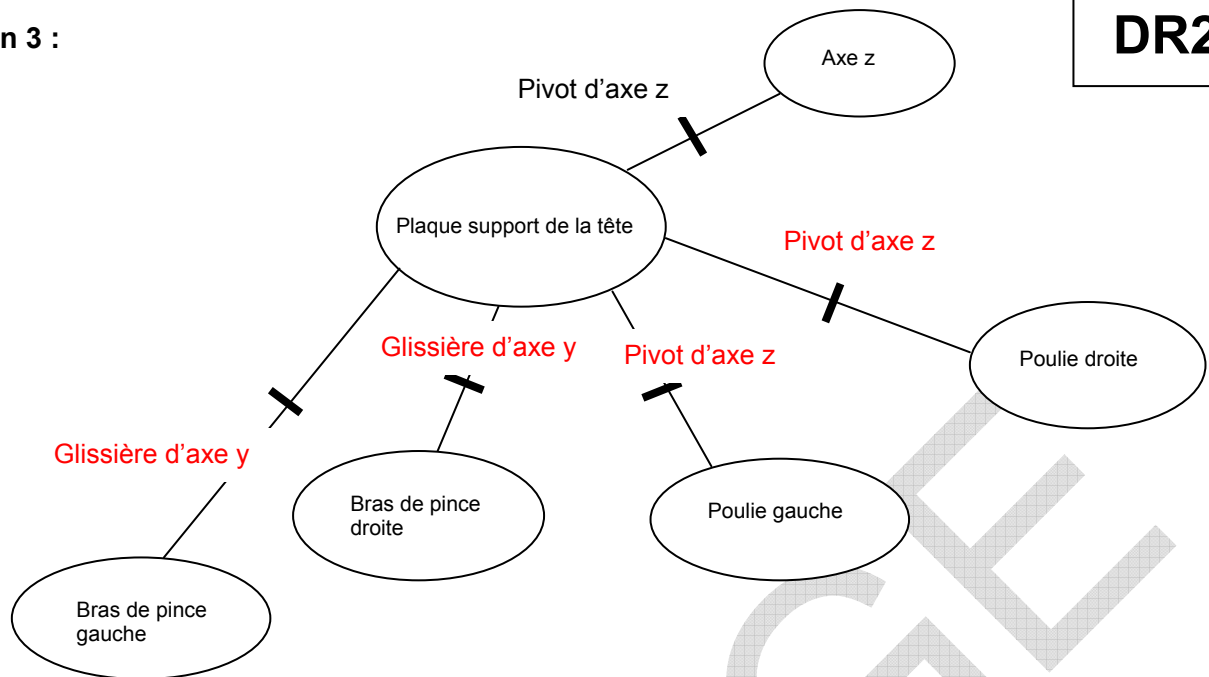 n 3 :
DR2
Axe z
Pivot d’axe z
Plaque support de la tête
Pivot d’axe z
Glissière d’axe y
Pivot d’axe z
Poulie droite
Glissière d’axe y
Bras de pince
droite
Poulie gauche
Bras de pince
gauche
GE